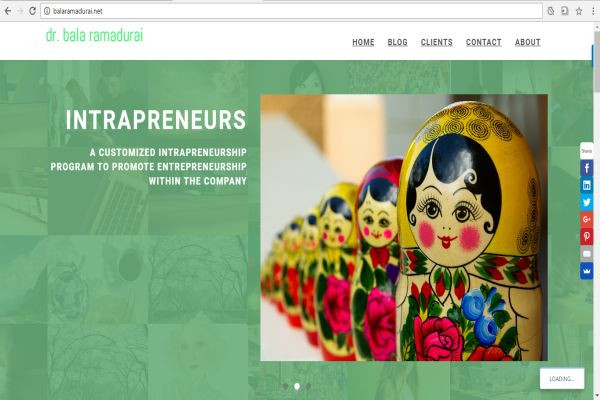 balaramadurai.net
dr. bala ramadurai
HOME BLOG CLIENTS CONTACT ABOUT
INTRAPRENEURS
A CUSTOMIZED INTRAPRENEURSHIP
PROGRAM TO PROMOTE ENTREPRENEURSHIP
WITHIN THE COMPANY
Shares
LOADING...